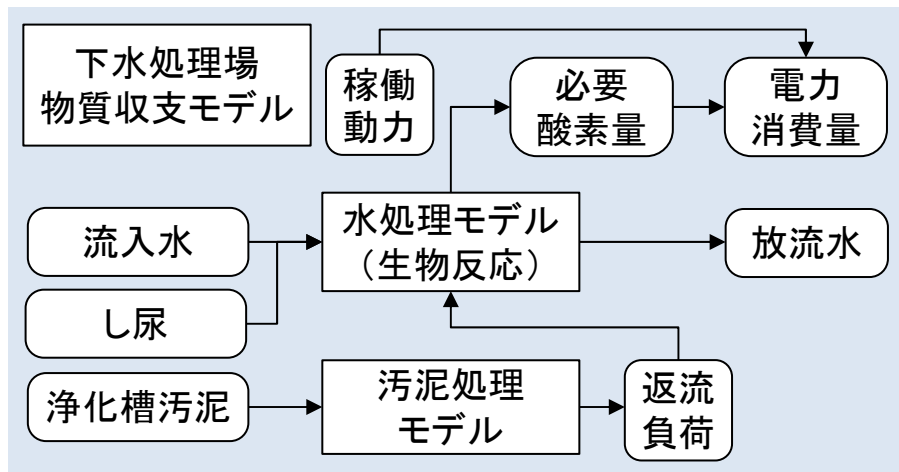 下水処理場
物質収支モデル
稼働
動力
必要
酸素量
電力
消費量
流入水
し尿
水処理モデル
（生物反応）
放流水
浄化槽汚泥
汚泥処理
モデル
返流
負荷